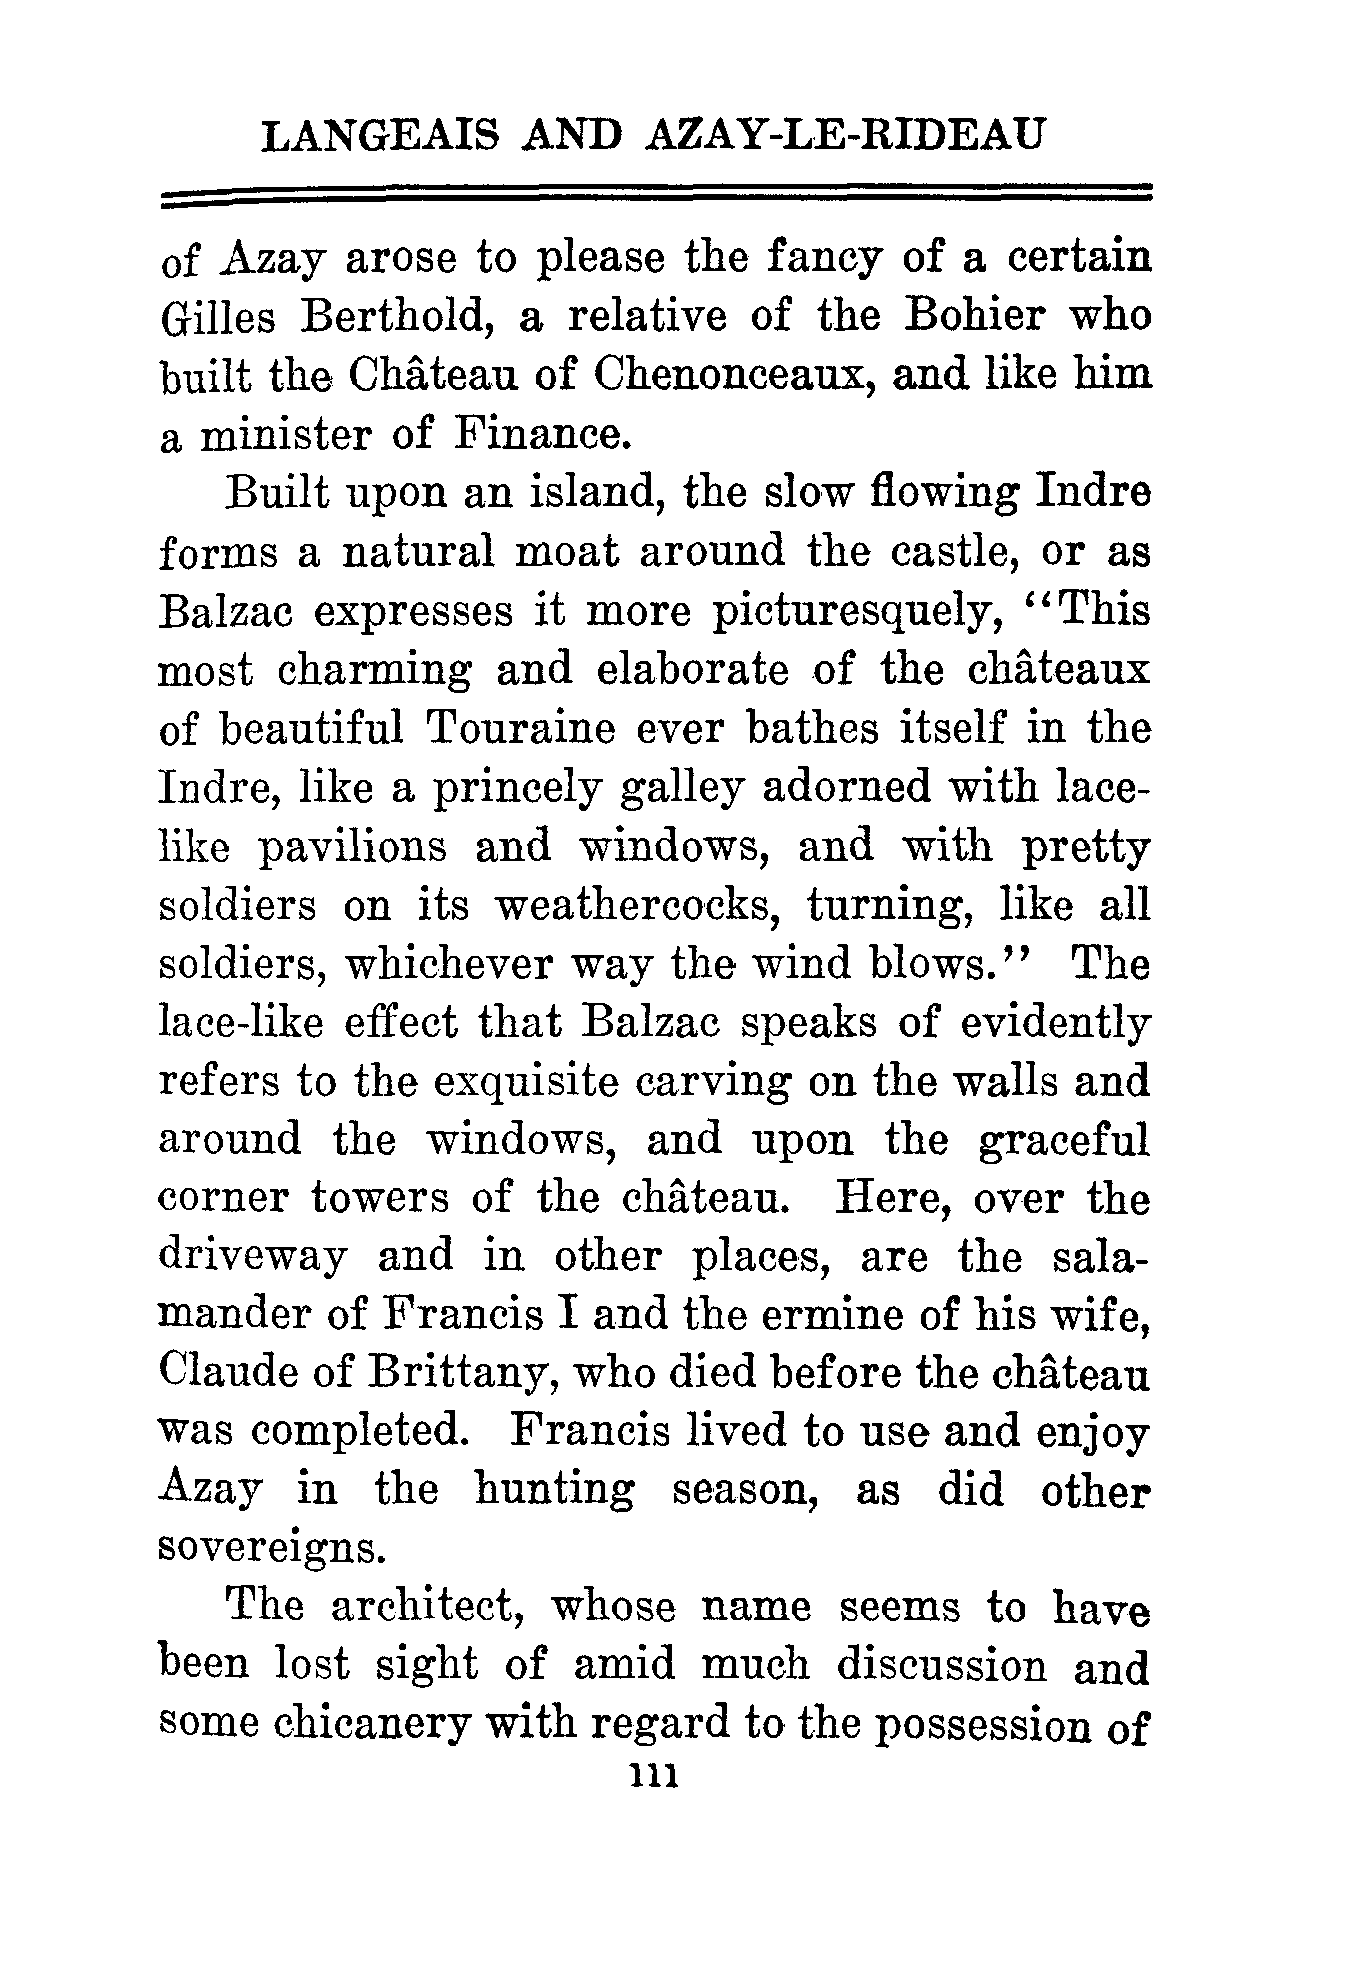 LANGEAIS AND AZAY-LE-RIDEAU
of Azay arose to please the fancy of a certain
Gilles Berthold, a relative of the Bohier who
built the Château of Chenonceaux, and like him
a minister of Finance.
Built upon an island, the slow flowing Indre
forms a natural moat around the castle, or as
Balzac expresses it more picturesquely, “This
most charming and elaborate of the châteaux
of beautiful Touraine ever bathes itself in the
Indre, like a princely galley adorned with lace-
like pavilions and windows, and with pretty
soldiers on its weathercocks, turning, like all
soldiers, whichever way the wind blows.” The
lace-like effect that Balzac speaks of evidently
refers to the exquisite carving on the walls and
around the windows, and upon the graceful
corner towers of the château. Here, over the
driveway and in other places, are the sala-
mander of Francis I and the ermine of his wife,
Claude of Brittany, who died before the château
was completed. Francis lived to use and enjoy
Azay in the hunting season, as did other
sovereigns.
The architect, whose name seems to have
been lost sight of amid much discussion and
some chicanery with regard to the possession of
111